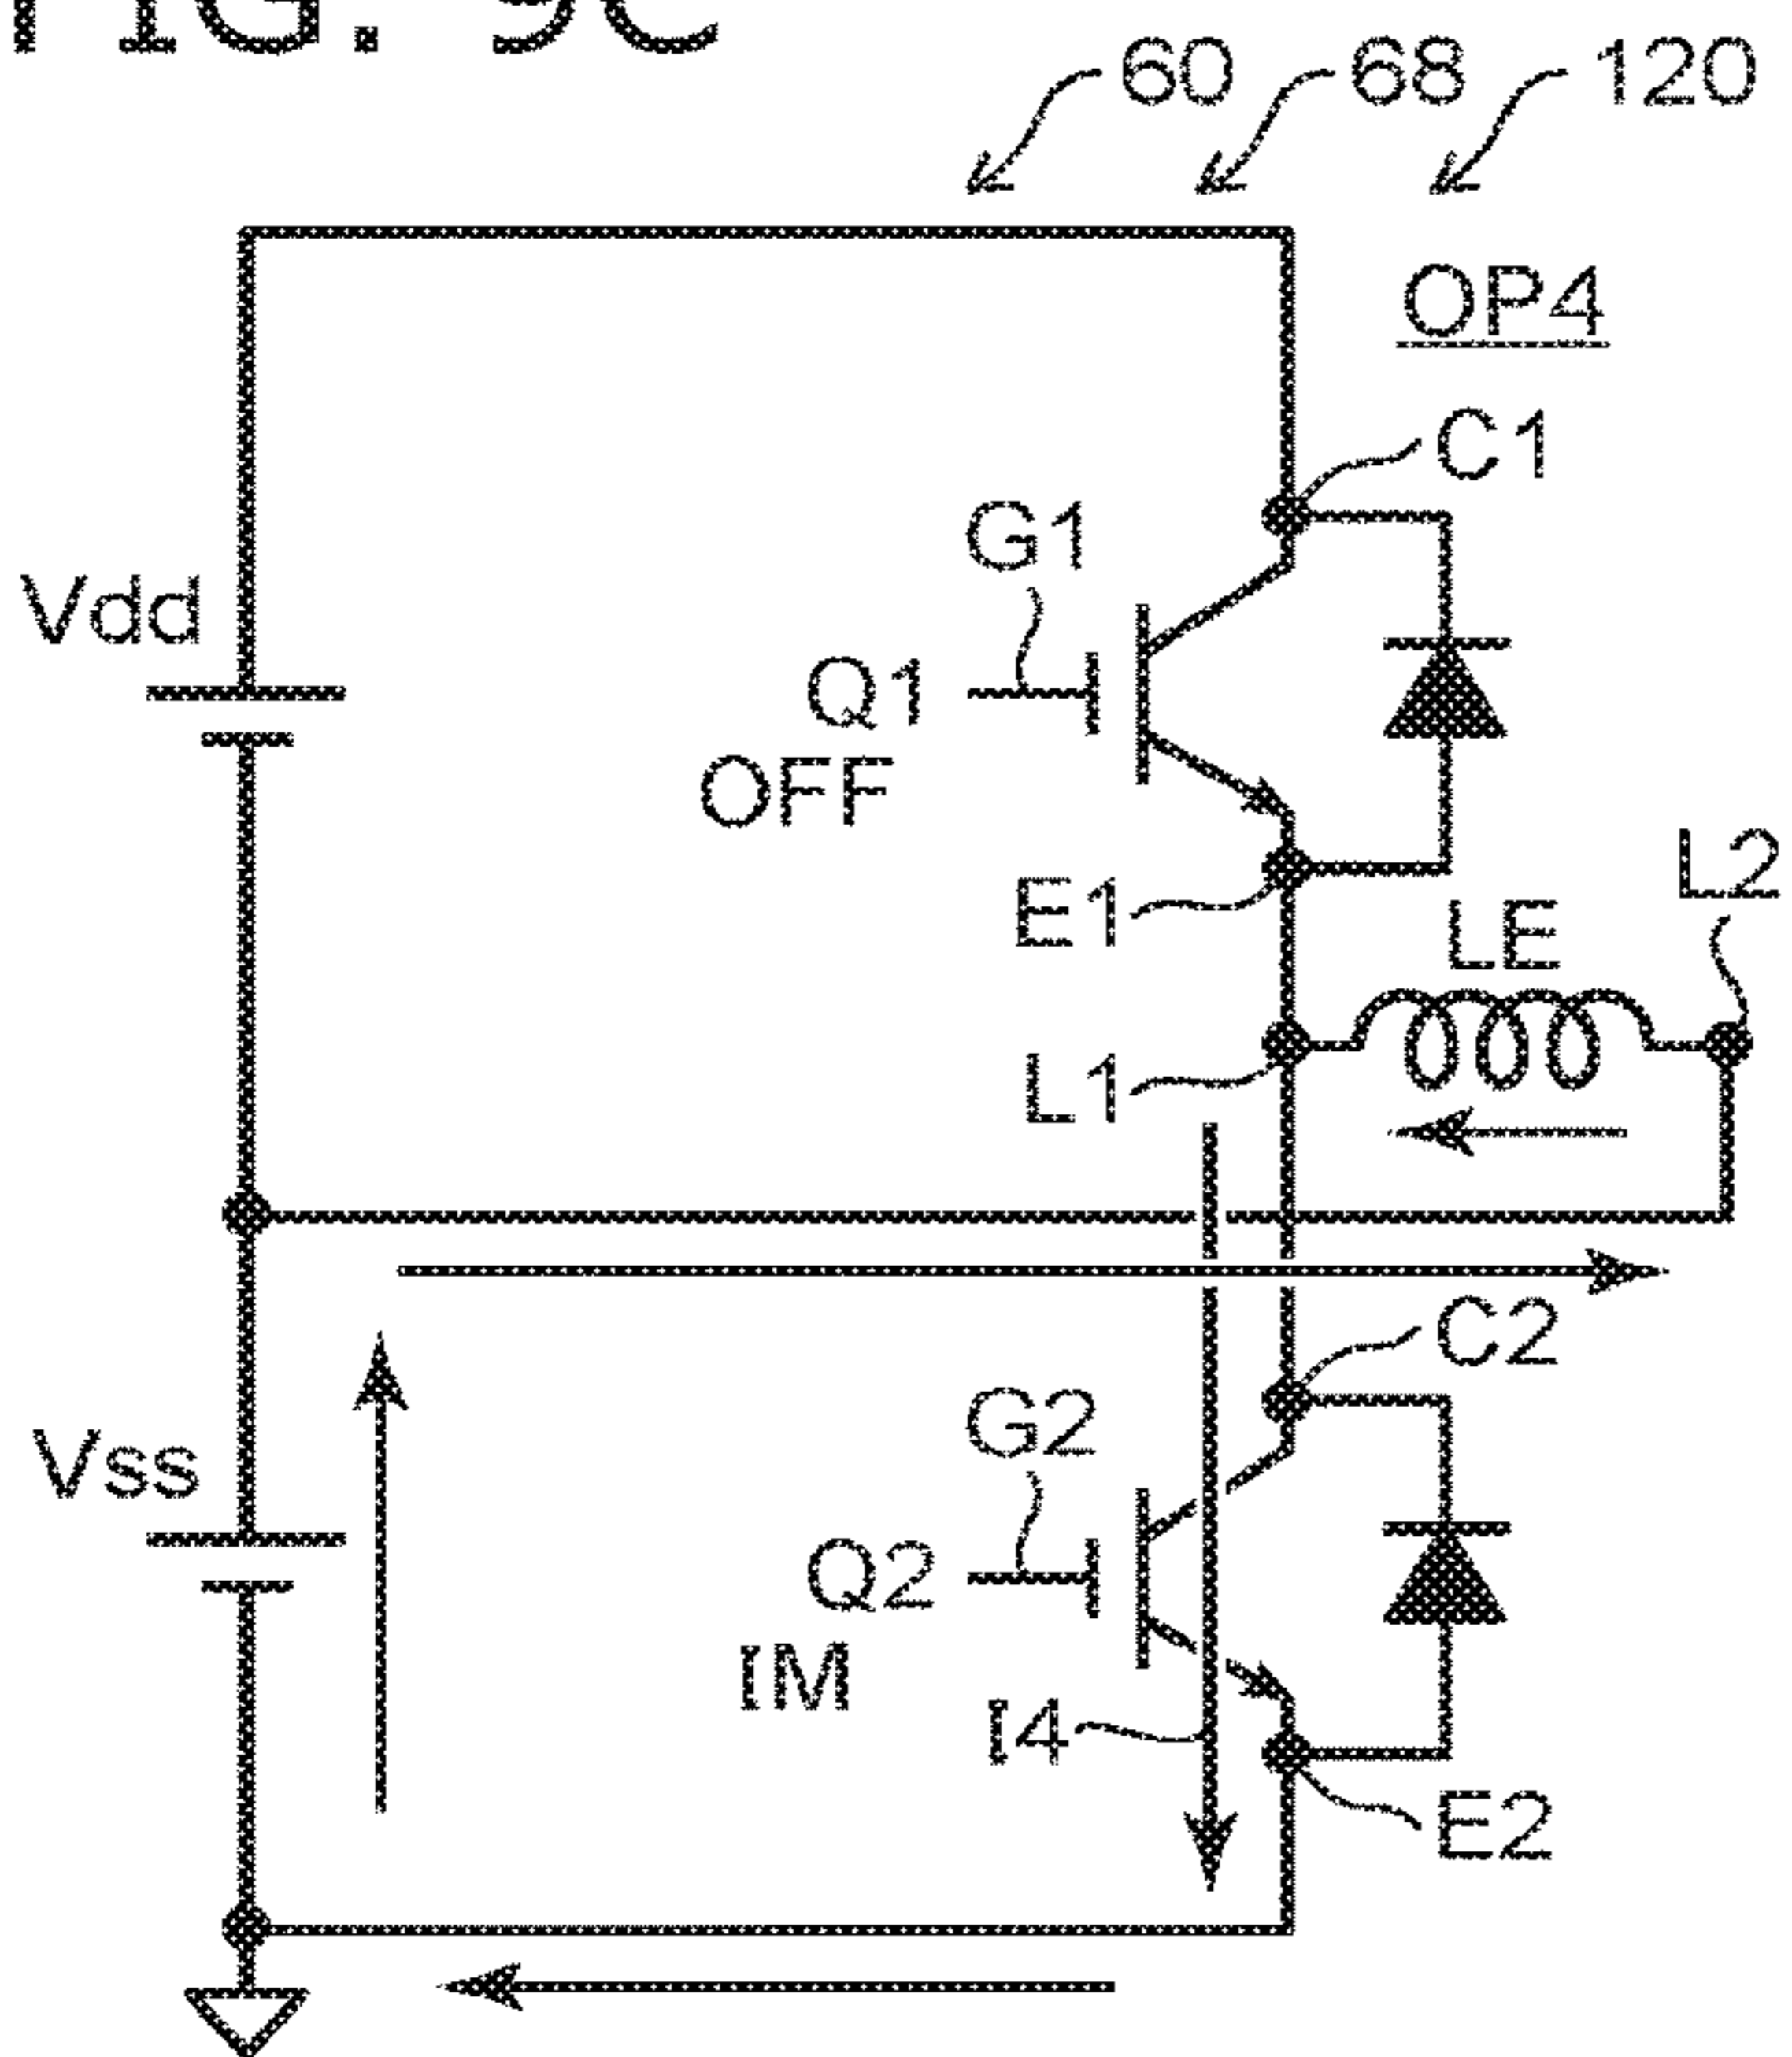 FIG. 9C
60 68 120
OP4
C1
G1
Vdd
Q1
OFF
L2
E1
LE
L1
C2
G2
Vss
Q2
IM
I4
E2